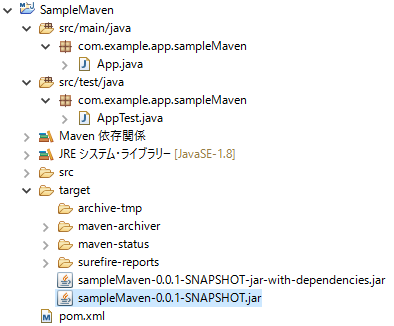 SampleMaven
src/main/java
com.example.app.sampleMaven
App.java
src/test/java
com.example.app.sampleMaven
AppTest.java
Maven 依存関係
JRE システム・ライブラリー [JavaSE-1.8]
src
target
archive-tmp
maven-archiver
maven-status
surefire-reports
sampleMaven-0.0.1-SNAPSHOT-jar-with-dependencies.jar
sampleMaven-0.0.1-SNAPSHOT.jar
pom.xml